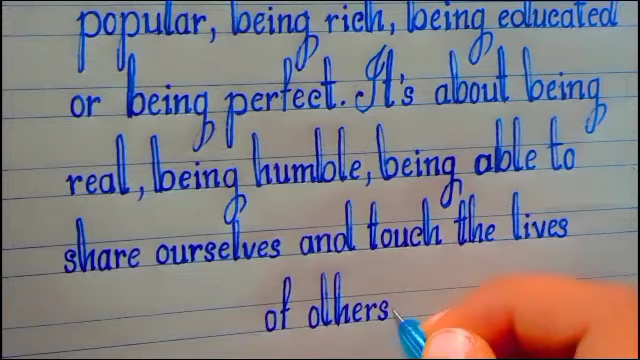 popular, being rich, being educated
or being perfect. It's about being
real, being humble, being able to
share ourselves and touch the lives
of others